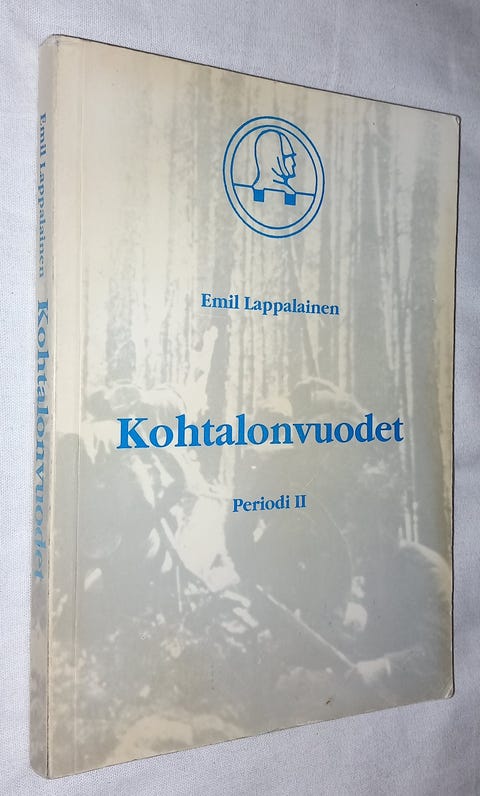 Emil Lappalainen
Kohtalonvuodet
Periodi II
Emil Lappalainen Kohtalonvuodet